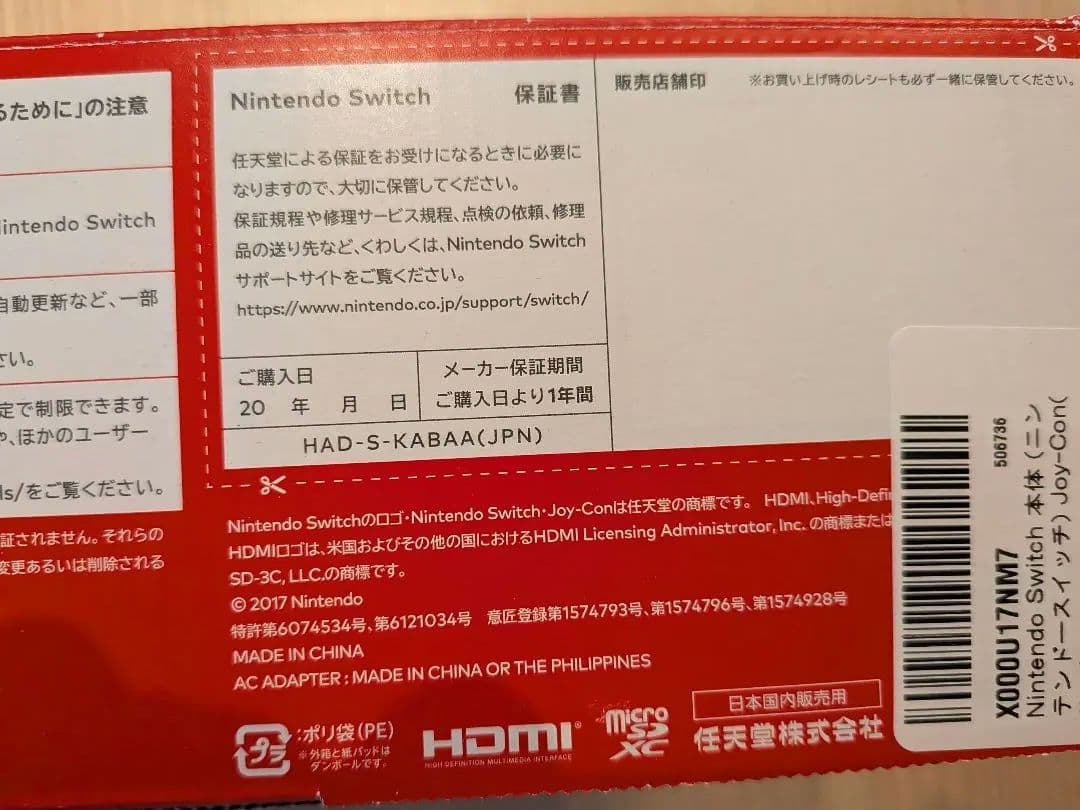 るために」の注意
Nintendo Switch
自動更新など、一部
さい。
定で制限できます。
や、ほかのユーザー
ls/をご覧ください。
証されません。それらの
変更あるいは削除される
Nintendo Switch 保証書
任天堂による保証をお受けになるときに必要に
なりますので、大切に保管してください。
保証規程や修理サービス規程、点検の依頼、修理
品の送り先など、くわしくは、Nintendo Switch
サポートサイトをご覧ください。
https://www.nintendo.co.jp/support/switch/
ご購入日
20 年 月 日
メーカー保証期間
ご購入日より1年間
HAD-S-KABAA(JPN)
販売店舗印 ※お買い上げ時のレシートも必ず一緒に保管してください。
Nintendo Switchのロゴ・Nintendo Switch・Joy-Conは任天堂の商標です。 HDMI、High-Defin
HDMIロゴは、米国およびその他の国におけるHDMI Licensing Administrator, Inc. の商標または
SD-3C, LLC.の商標です。
© 2017 Nintendo
特許第6074534号、第6121034号 意匠登録第1574793号、第1574796号、第1574928号
MADE IN CHINA
AC ADAPTER : MADE IN CHINA OR THE PHILIPPINES
プラ
:ポリ袋(PE)
※外箱と紙パッドは
ダンボールです。
HDMI®
HIGH DEFINITION MULTIMEDIA INTERFACE
micro
SD
XC
日本国内販売用
任天堂株式会社
506736
X000U17NM7
Nintendo Switch 本体 (ニン
テンドースイッチ) Joy-Con(